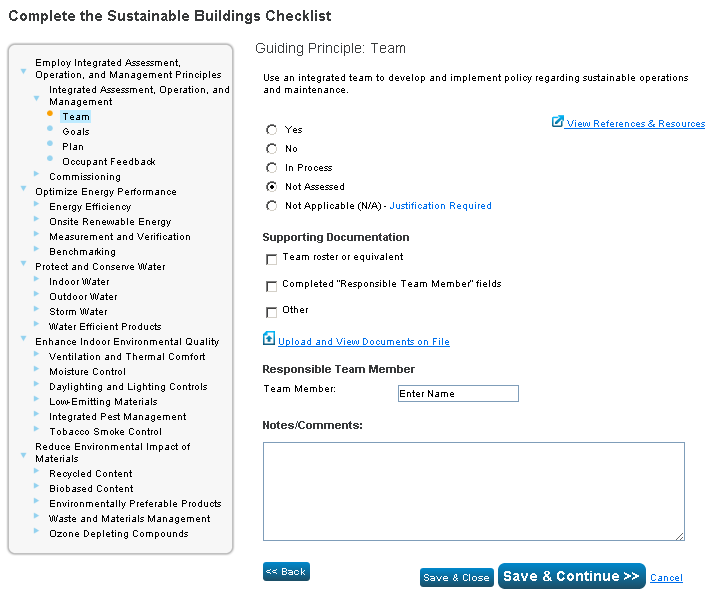 Complete the Sustainable Buildings Checklist
Employ Integrated Assessment,
Operation, and Management Principles
Integrated Assessment, Operation, and
Management
Team
Goals
Plan
Occupant Feedback
Commissioning
Optimize Energy Performance
Energy Efficiency
Onsite Renewable Energy
Measurement and Verification
Benchmarking
Protect and Conserve Water
Indoor Water
Outdoor Water
Storm Water
Water Efficient Products
Enhance Indoor Environmental Quality
Ventilation and Thermal Comfort
Moisture Control
Daylighting and Lighting Controls
Low-Emitting Materials
Integrated Pest Management
Tobacco Smoke Control
Reduce Environmental Impact of
Materials
Recycled Content
Biobased Content
Environmentally Preferable Products
Waste and Materials Management
Ozone Depleting Compounds
Guiding Principle: Team
Use an integrated team to develop and implement policy regarding sustainable operations
and maintenance.
View References & Resources
Yes
No
In Process
Not Assessed
Not Applicable (N/A) - Justification Required
Supporting Documentation
Team roster or equivalent
Completed "Responsible Team Member" fields
Other
Upload and View Documents on File
Responsible Team Member
Team Member: Enter Name
Notes/Comments:
<< Back Save & Close Save & Continue >> Cancel